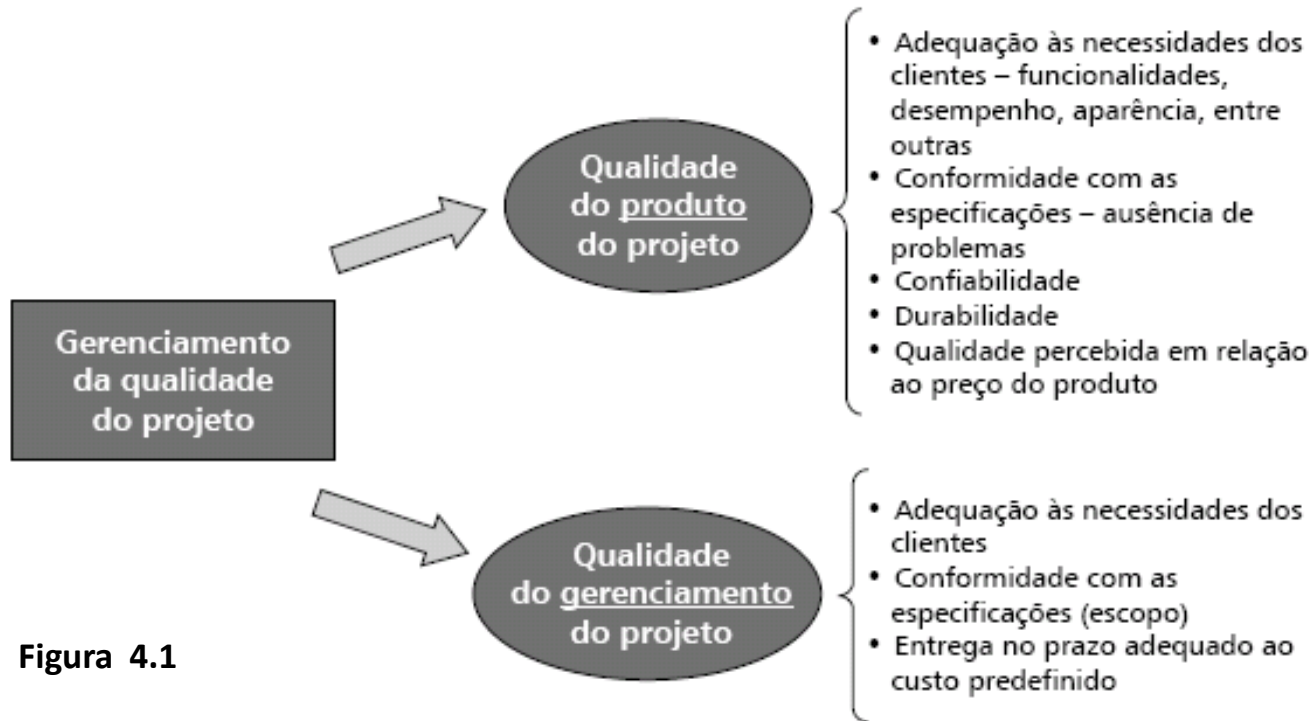 Gerenciamento
da qualidade
do projeto
Qualidade
do produto
do projeto
• Adequação às necessidades dos
clientes – funcionalidades,
desempenho, aparência, entre
outras
• Conformidade com as
especificações – ausência de
problemas
• Confiabilidade
• Durabilidade
• Qualidade percebida em relação
ao preço do produto
Qualidade
do gerenciamento
do projeto
• Adequação às necessidades dos
clientes
• Conformidade com as
especificações (escopo)
• Entrega no prazo adequado ao
custo predefinido
Figura 4.1